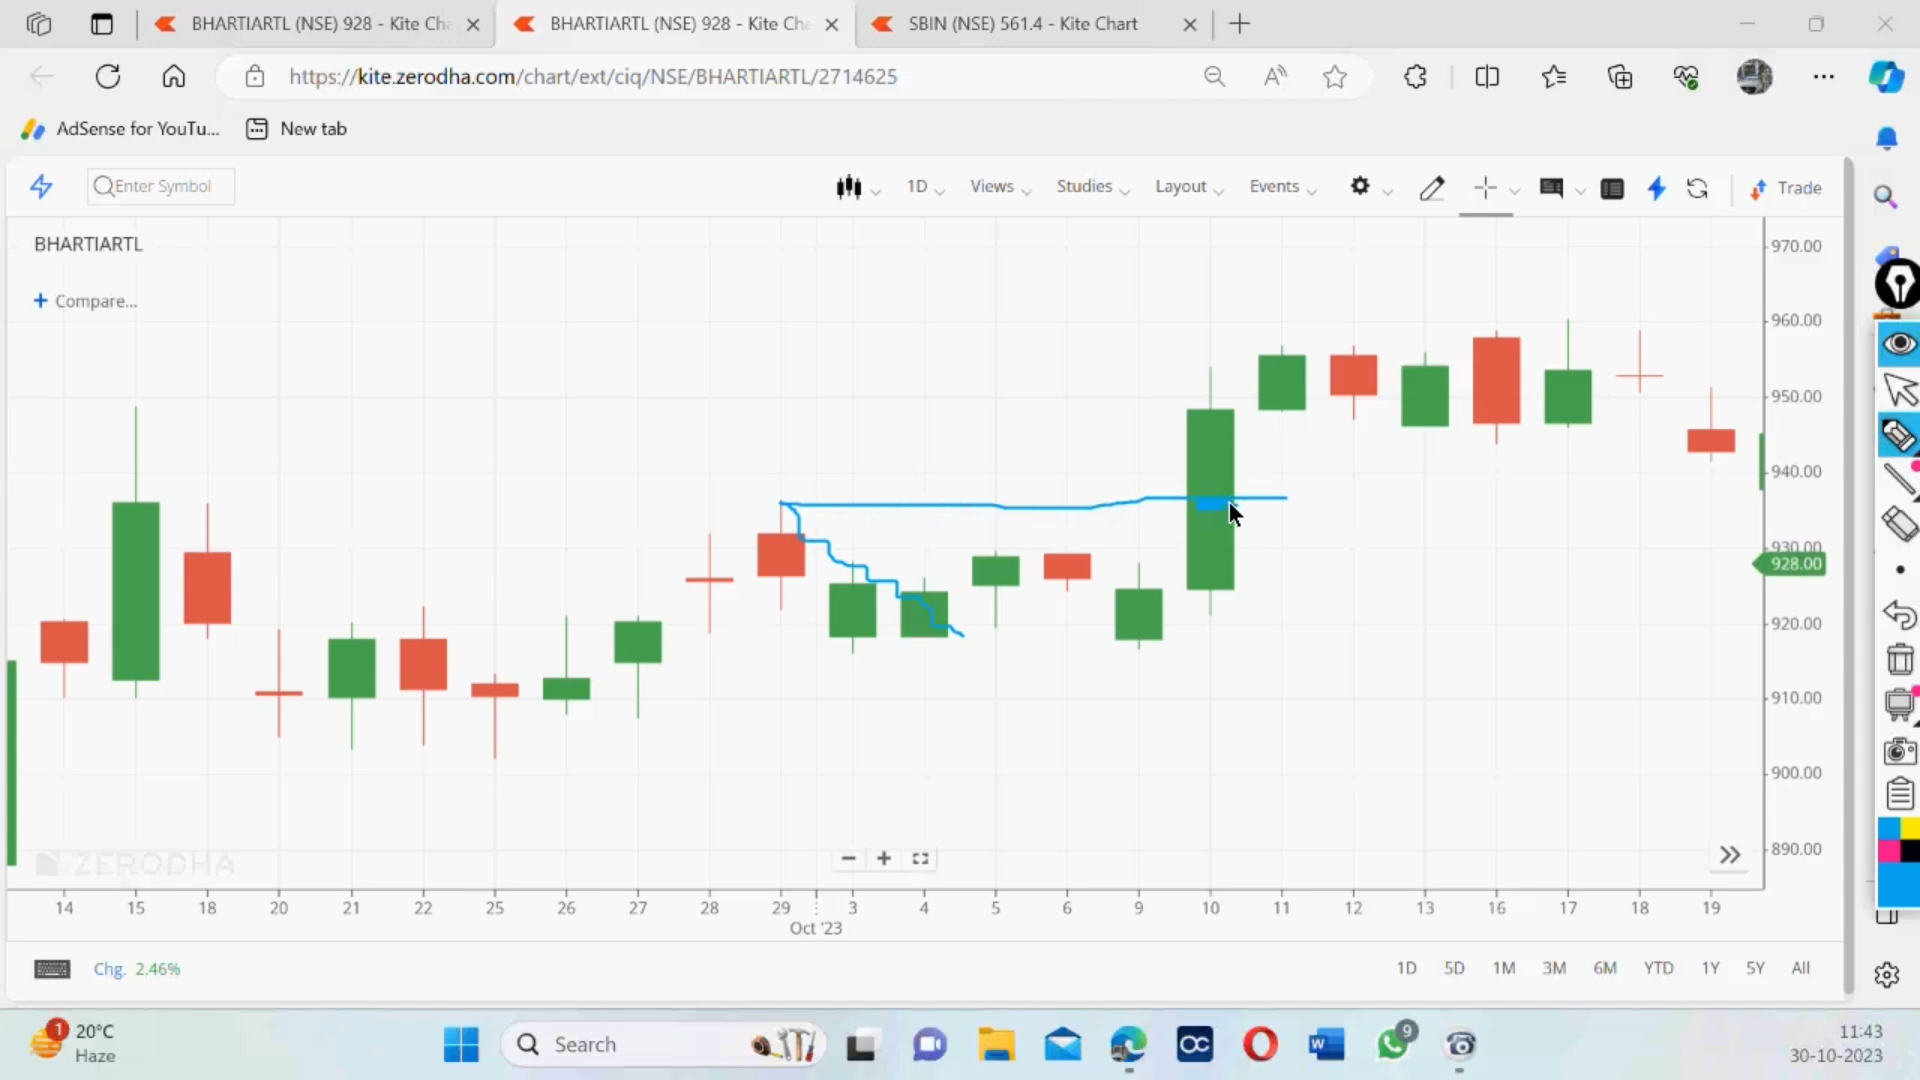 BHARTIARTL (NSE) 928 - Kite Cha
BHARTIARTL (NSE) 928 - Kite Cha
SBIN (NSE) 561.4 - Kite Chart
https://kite.zerodha.com/chart/ext/ciq/NSE/BHARTIARTL/2714625
AdSense for YouTu...
New tab
Enter Symbol
1D
Views
Studies
Layout
Events
Trade
BHARTIARTL
+ Compare...
970.00
960.00
950.00
940.00
930.00
928.00
920.00
910.00
900.00
890.00
ZERODHA
14 15 18 20 21 22 25 26 27 28 29 3 4 5 6 9 10 11 12 13 16 17 18 19
Oct '23
Chg. 2.46%
1D 5D 1M 3M 6M YTD 1Y 5Y All
1
20°C
Haze
Search
9
11:43
30-10-2023